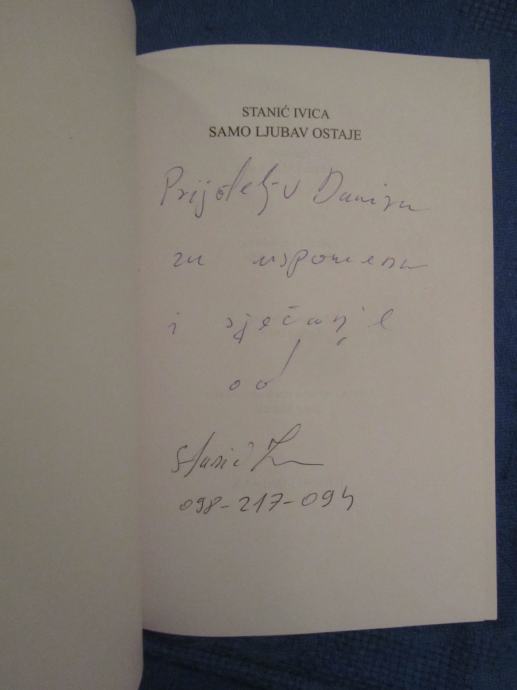 STANIĆ IVICA
SAMO LJUBAV OSTAJE
Prijatelju Damiru
za uspomenu
i sjećanje
od
Stanić
098-217-094